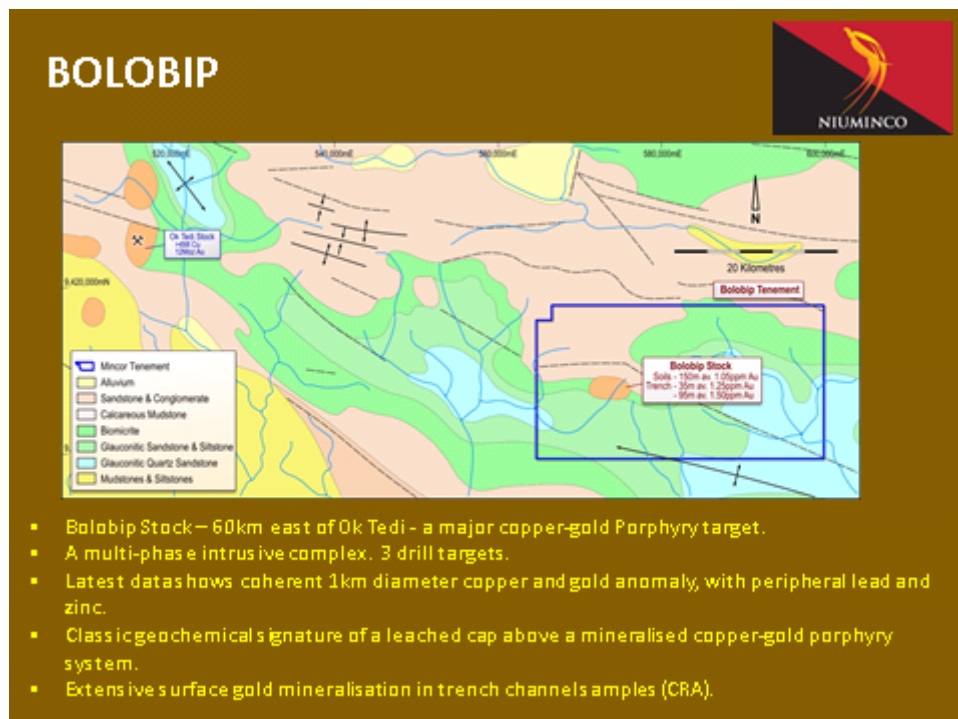 BOLOBIP
NIUMINCO
520,000mE
540,000mE
560,000mE
580,000mE
600,000mE
Ok Tedi Stock
12Moz Au
N
20 Kilometres
9,420,000mN
Bolobip Tenement
Bolobip Stock
Soils - 150m av. 1.05ppm Au
Trench - 35m av. 1.25ppm Au
- 95m av. 1.50ppm Au
Mincor Tenement
Alluvium
Sandstone & Conglomerate
Calcareous Mudstone
Biomicrite
Glauconitic Sandstone & Siltstone
Glauconitic Quartz Sandstone
Mudstones & Siltstones
▪ Bolobip Stock – 60km east of Ok Tedi - a major copper-gold Porphyry target.
▪ A multi-phase intrusive complex. 3 drill targets.
▪ Latest data shows coherent 1km diameter copper and gold anomaly, with peripheral lead and
zinc.
▪ Classic geochemical signature of a leached cap above a mineralised copper-gold porphyry
system.
▪ Extensive surface gold mineralisation in trench channel samples (CRA).